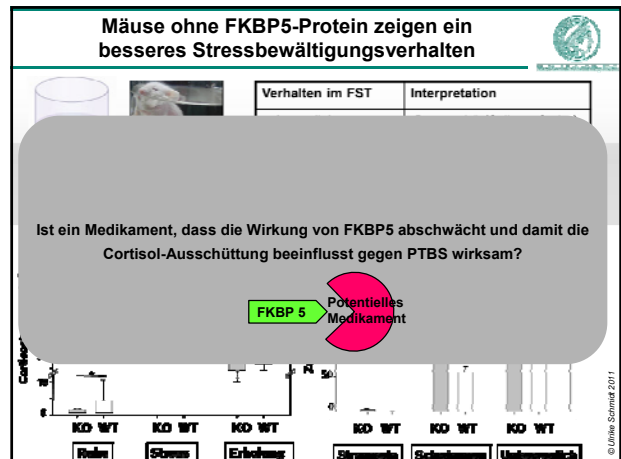 Mäuse ohne FKBP5-Protein zeigen ein
besseres Stressbewältigungsverhalten
Verhalten im FST Interpretation
Ist ein Medikament, dass die Wirkung von FKBP5 abschwächt und damit die
Cortisol-Ausschüttung beeinflusst gegen PTBS wirksam?
FKBP 5
Potentielles
Medikament
KO WT KO WT KO WT KO WT KO WT KO WT
Ruhe Stress Erholung
© Ulrike Schmidt 2011